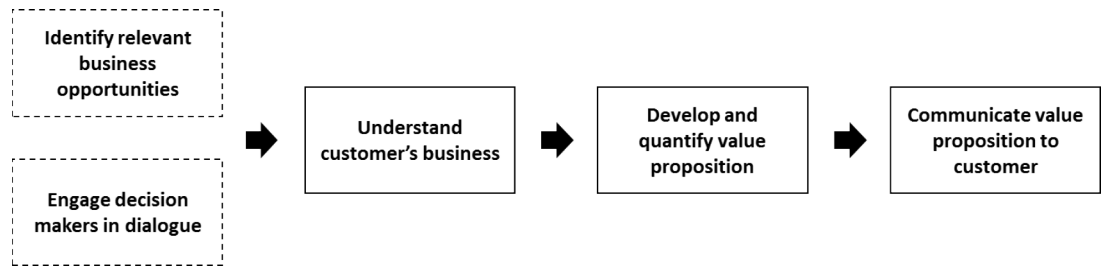 Identify relevant
business
opportunities
Engage decision
makers in dialogue
Understand
customer's business
Develop and
quantify value
proposition
Communicate value
proposition to
customer